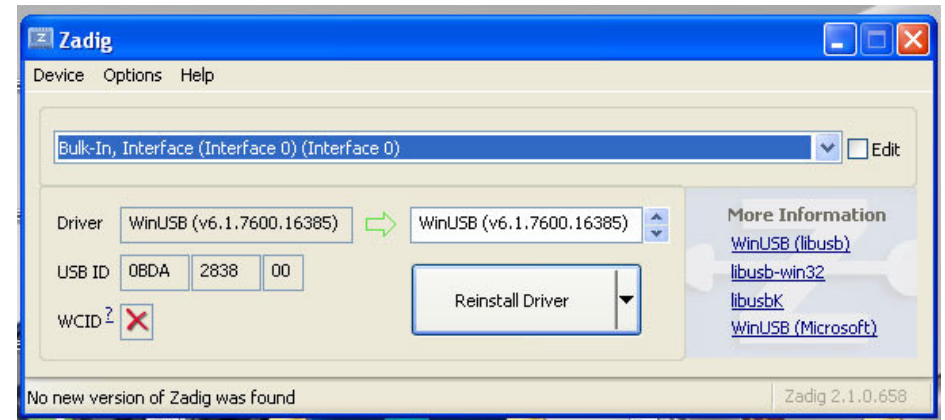 Zadig
Device Options Help
Bulk-In, Interface (Interface 0) (Interface 0)
Edit
Driver WinUSB (v6.1.7600.16385) WinUSB (v6.1.7600.16385)
USB ID 0BDA 2838 00
WCID ?
Reinstall Driver
More Information
WinUSB (libusb)
libusb-win32
libusbK
WinUSB (Microsoft)
No new version of Zadig was found
Zadig 2.1.0.658